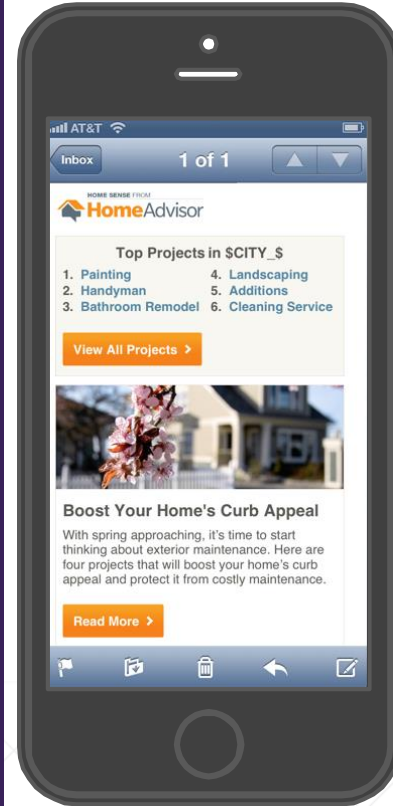 AT&T
Inbox
1 of 1
HOME SENSE FROM
HomeAdvisor
Top Projects in $CITY_$
1. Painting
2. Handyman
3. Bathroom Remodel
4. Landscaping
5. Additions
6. Cleaning Service
View All Projects >
Boost Your Home's Curb Appeal
With spring approaching, it's time to start
thinking about exterior maintenance. Here are
four projects that will boost your home's curb
appeal and protect it from costly maintenance.
Read More >